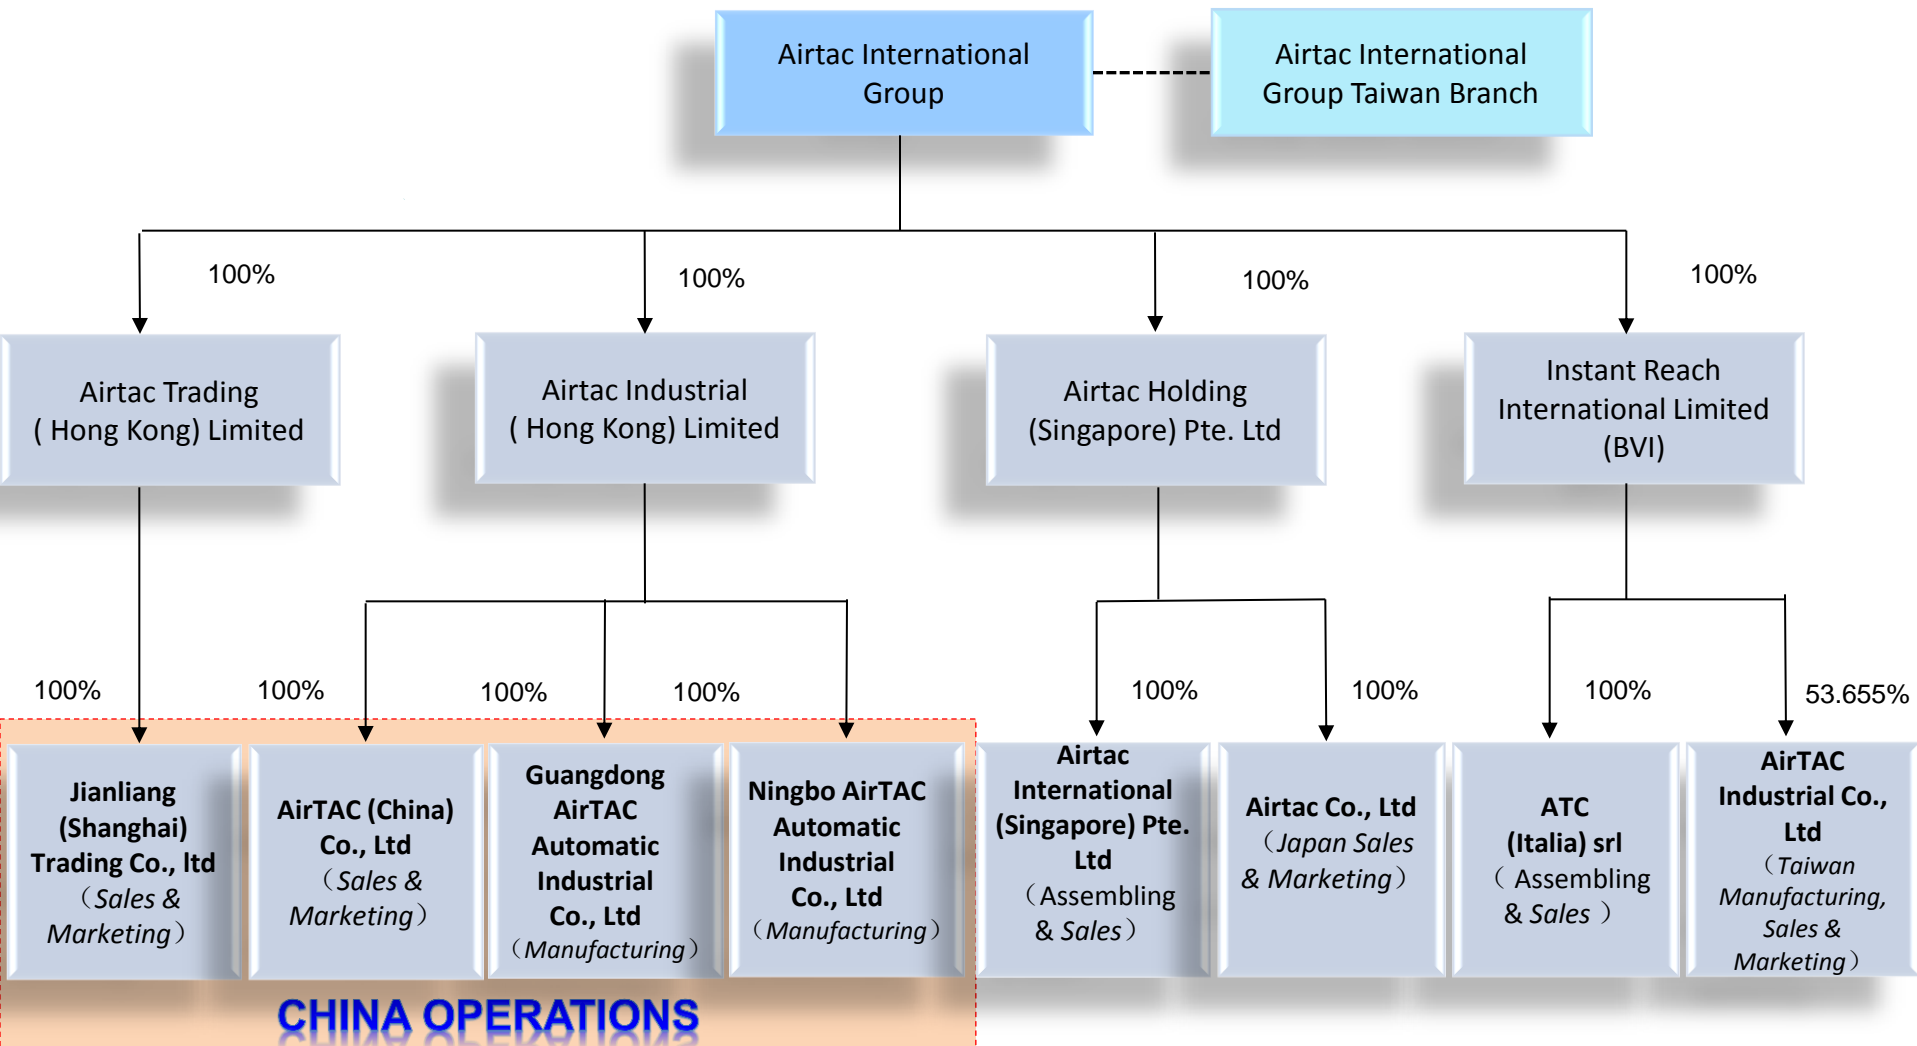 Airtac International
Group
Airtac International
Group Taiwan Branch
100%
100%
100%
100%
Airtac Trading
( Hong Kong) Limited
Airtac Industrial
( Hong Kong) Limited
Airtac Holding
(Singapore) Pte. Ltd
Instant Reach
International Limited
(BVI)
100%
100%
100%
100%
100%
100%
100%
53.655%
Jianliang
(Shanghai)
Trading Co., ltd
（Sales &
Marketing）
AirTAC (China)
Co., Ltd
（Sales &
Marketing）
Guangdong
AirTAC
Automatic
Industrial
Co., Ltd
（Manufacturing）
Ningbo AirTAC
Automatic
Industrial
Co., Ltd
（Manufacturing）
Airtac
International
(Singapore) Pte.
Ltd
（Assembling
& Sales）
Airtac Co., Ltd
（Japan Sales
& Marketing）
ATC
(Italia) srl
（ Assembling
& Sales ）
AirTAC
Industrial Co.,
Ltd
（Taiwan
Manufacturing,
Sales &
Marketing）
CHINA OPERATIONS